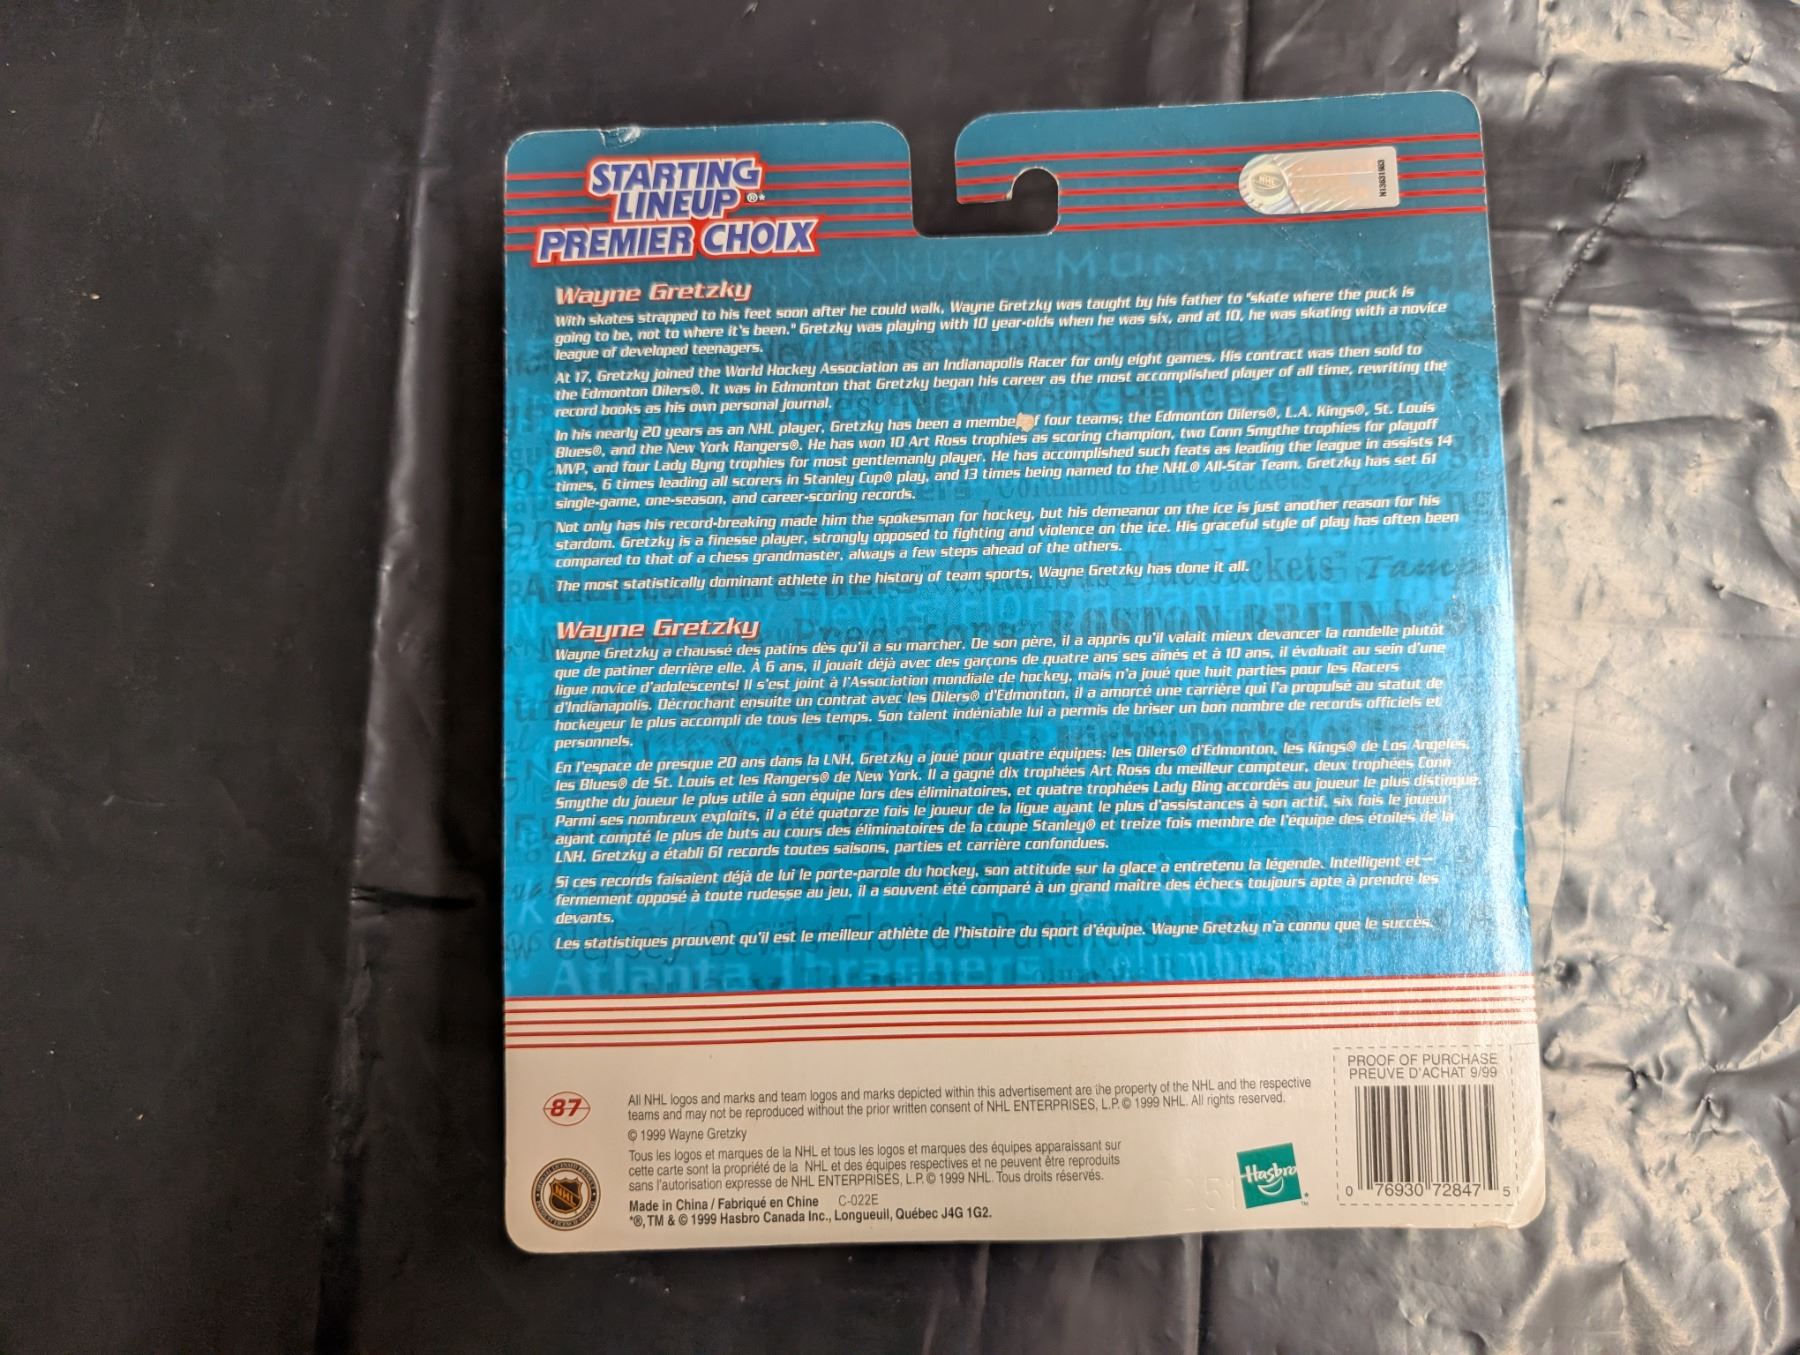 STARTING
LINEUP®*
PREMIER CHOIX
NHL
N13631963
Wayne Gretzky
With skates strapped to his feet soon after he could walk, Wayne Gretzky was taught by his father to "skate where the puck is
going to be, not to where it's been." Gretzky was playing with 10 year-olds when he was six, and at 10, he was skating with a novice
league of developed teenagers.
At 17, Gretzky joined the World Hockey Association as an Indianapolis Racer for only eight games. His contract was then sold to
the Edmonton Oilers®. It was in Edmonton that Gretzky began his career as the most accomplished player of all time, rewriting the
record books as his own personal journal.
In his nearly 20 years as an NHL player, Gretzky has been a membe f four teams; the Edmonton Oilers®, L.A. Kings®, St. Louis
Blues®, and the New York Rangers®. He has won 10 Art Ross trophies as scoring champion, two Conn Smythe trophies for playoff
MVP, and four Lady Byng trophies for most gentlemanly player. He has accomplished such feats as leading the league in assists 14
times, 6 times leading all scorers in Stanley Cup® play, and 13 times being named to the NHL® All-Star Team. Gretzky has set 61
single-game, one-season, and career-scoring records.
Not only has his record-breaking made him the spokesman for hockey, but his demeanor on the ice is just another reason for his
stardom. Gretzky is a finesse player, strongly opposed to fighting and violence on the ice. His graceful style of play has often been
compared to that of a chess grandmaster, always a few steps ahead of the others.
The most statistically dominant athlete in the history of team sports, Wayne Gretzky has done it all.
Wayne Gretzky
Wayne Gretzky a chaussé des patins dès qu'il a su marcher. De son père, il a appris qu'il valait mieux devancer la rondelle plutôt
que de patiner derrière elle. À 6 ans, il jouait déjà avec des garçons de quatre ans ses aînés et à 10 ans, il évoluait au sein d'une
ligue novice d'adolescents! Il s'est joint à l'Association mondiale de hockey, mais n'a joué que huit parties pour les Racers
d'Indianapolis. Décrochant ensuite un contrat avec les Oilers® d'Edmonton, il a amorcé une carrière qui l'a propulsé au statut de
hockeyeur le plus accompli de tous les temps. Son talent indéniable lui a permis de briser un bon nombre de records officiels et
personnels.
En l'espace de presque 20 ans dans la LNH, Gretzky a joué pour quatre équipes: les Oilers® d'Edmonton, les Kings® de Los Angeles,
les Blues® de St. Louis et les Rangers® de New York. Il a gagné dix trophées Art Ross du meilleur compteur, deux trophées Conn
Smythe du joueur le plus utile à son équipe lors des éliminatoires, et quatre trophées Lady Bing accordés au joueur le plus distingué.
Parmi ses nombreux exploits, il a été quatorze fois le joueur de la ligue ayant le plus d'assistances à son actif, six fois le joueur
ayant compté le plus de buts au cours des éliminatoires de la coupe Stanley® et treize fois membre de l'équipe des étoiles de la
LNH. Gretzky a établi 61 records toutes saisons, parties et carrière confondues.
Si ces records faisaient déjà de lui le porte-parole du hockey, son attitude sur la glace a entretenu la légende. Intelligent et
fermement opposé à toute rudesse au jeu, il a souvent été comparé à un grand maître des échecs toujours apte à prendre les
devants.
Les statistiques prouvent qu'il est le meilleur athlète de l'histoire du sport d'équipe. Wayne Gretzky n'a connu que le succès.
Atlanta Thrashers Columbus
87
All NHL logos and marks and team logos and marks depicted within this advertisement are the property of the NHL and the respective
teams and may not be reproduced without the prior written consent of NHL ENTERPRISES, L.P. © 1999 NHL. All rights reserved.
© 1999 Wayne Gretzky
Tous les logos et marques de la NHL et tous les logos et marques des équipes apparaissant sur
cette carte sont la propriété de la NHL et des équipes respectives et ne peuvent être reproduits
sans l'autorisation expresse de NHL ENTERPRISES, L.P. © 1999 NHL. Tous droits réservés.
Made in China / Fabriqué en Chine C-022E
*®, TM & © 1999 Hasbro Canada Inc., Longueuil, Québec J4G 1G2.
NHL
Hasbro
TM
PROOF OF PURCHASE
PREUVE D'ACHAT 9/99
0 76930 72847 5